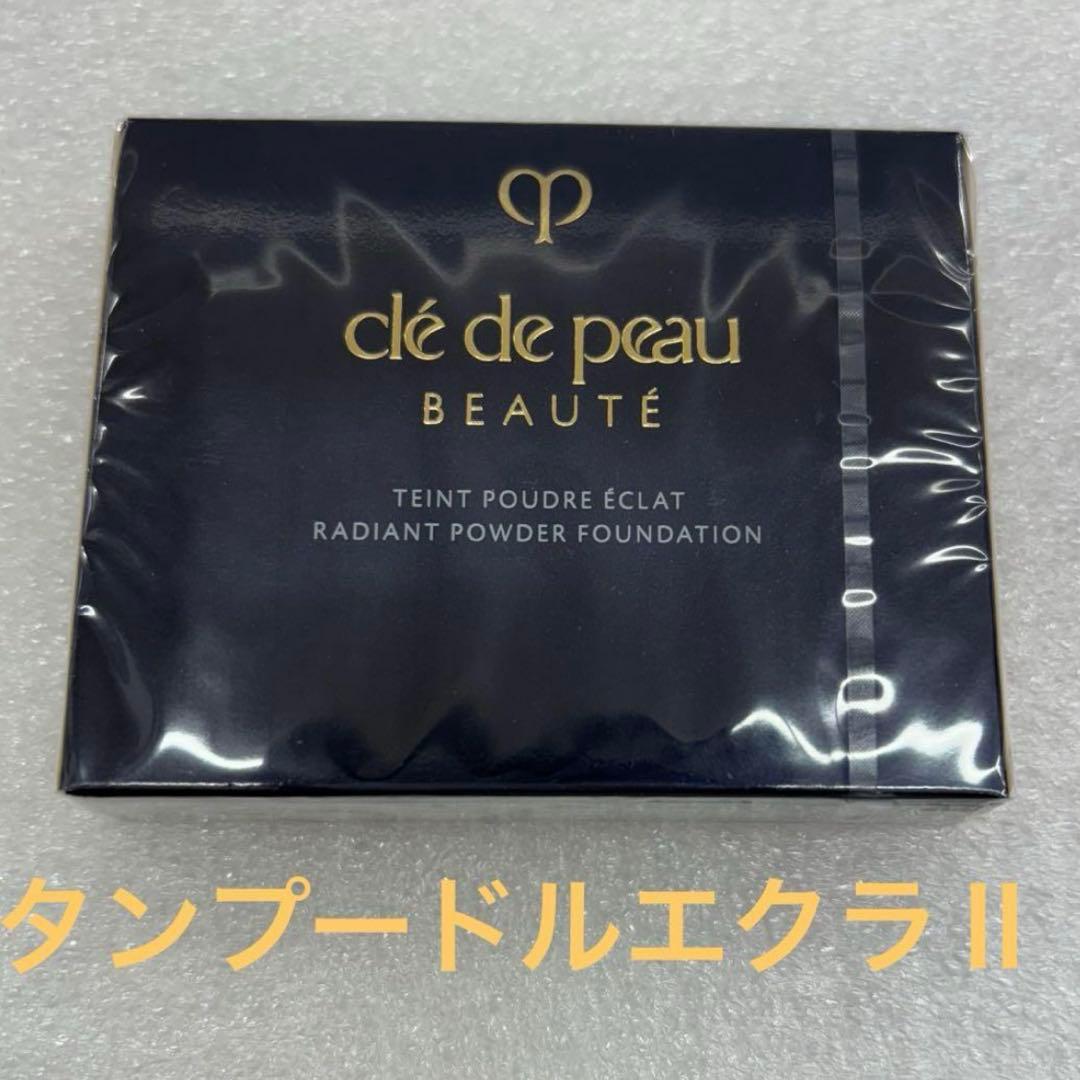 clé de peau
BEAUTÉ
TEINT POUDRE ÉCLAT
RADIANT POWDER FOUNDATION
タンプードルエクラⅡ